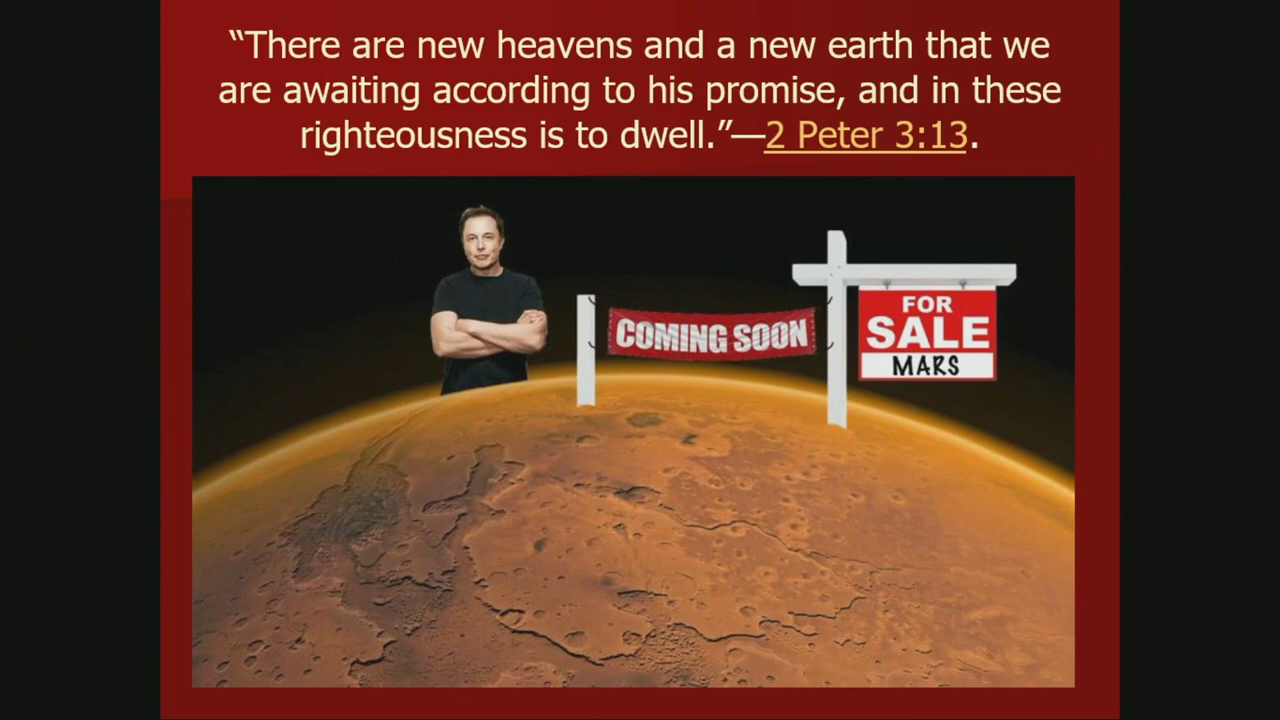 “There are new heavens and a new earth that we
are awaiting according to his promise, and in these
righteousness is to dwell.”—2 Peter 3:13.
COMING SOON
FOR
SALE
MARS